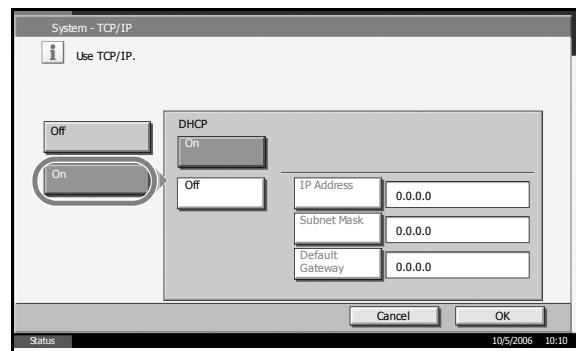 System - TCP/IP
i
Use TCP/IP.
Off
On
DHCP
On
Off
IP Address
0.0.0.0
Subnet Mask
0.0.0.0
Default
Gateway
0.0.0.0
Cancel
OK
Status
10/5/2006 10:10